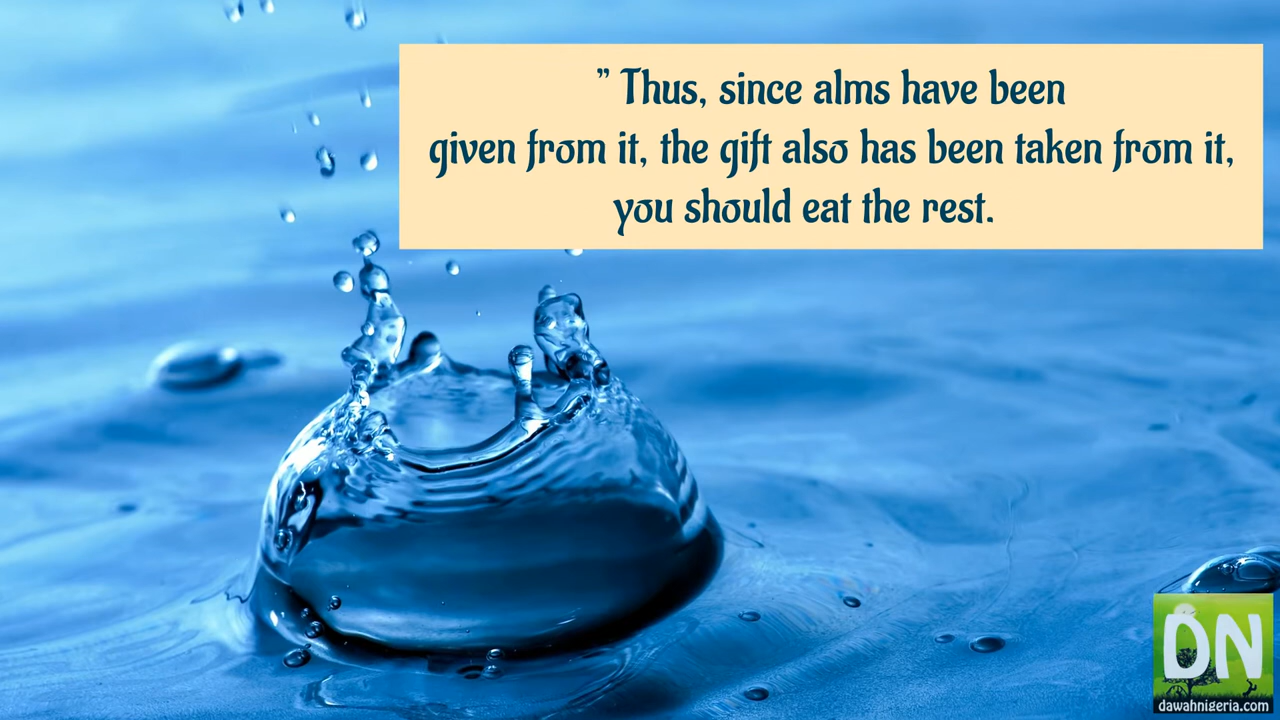 ” Thus, since alms have been
given from it, the gift also has been taken from it,
you should eat the rest.
DN
dawahnigeria.com